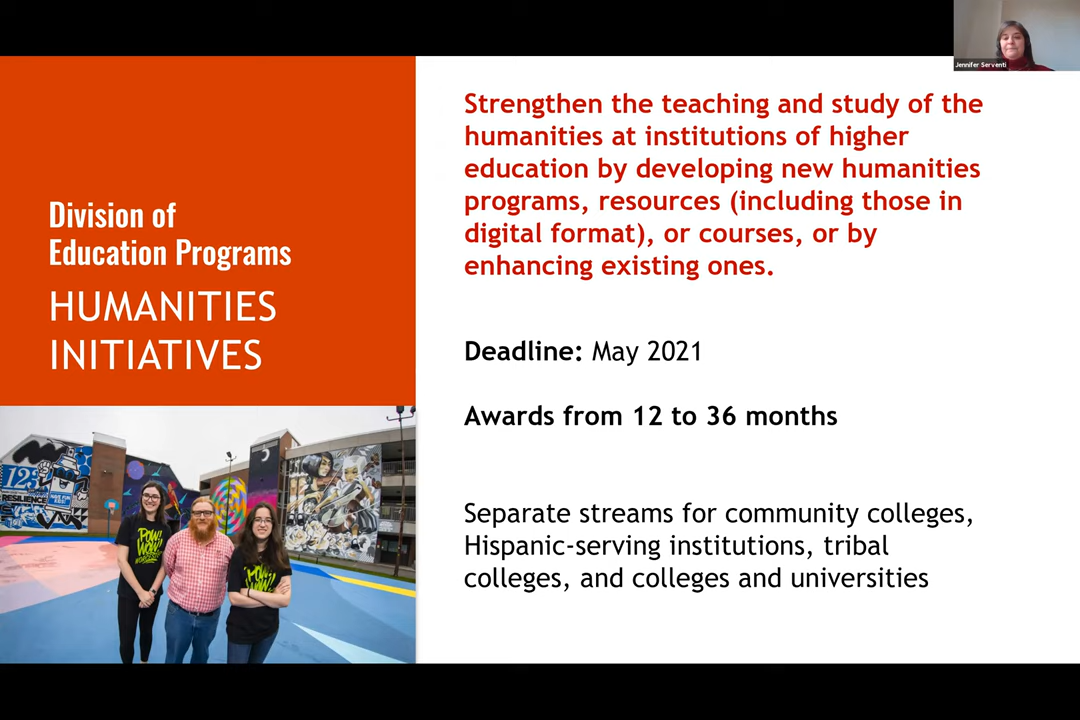 Jennifer Serventi
Division of
Education Programs
HUMANITIES
INITIATIVES
Strengthen the teaching and study of the
humanities at institutions of higher
education by developing new humanities
programs, resources (including those in
digital format), or courses, or by
enhancing existing ones.
Deadline: May 2021
Awards from 12 to 36 months
Separate streams for community colleges,
Hispanic-serving institutions, tribal
colleges, and colleges and universities
123
RESILIENCE
POW!
WOW!
POW!
WOW!